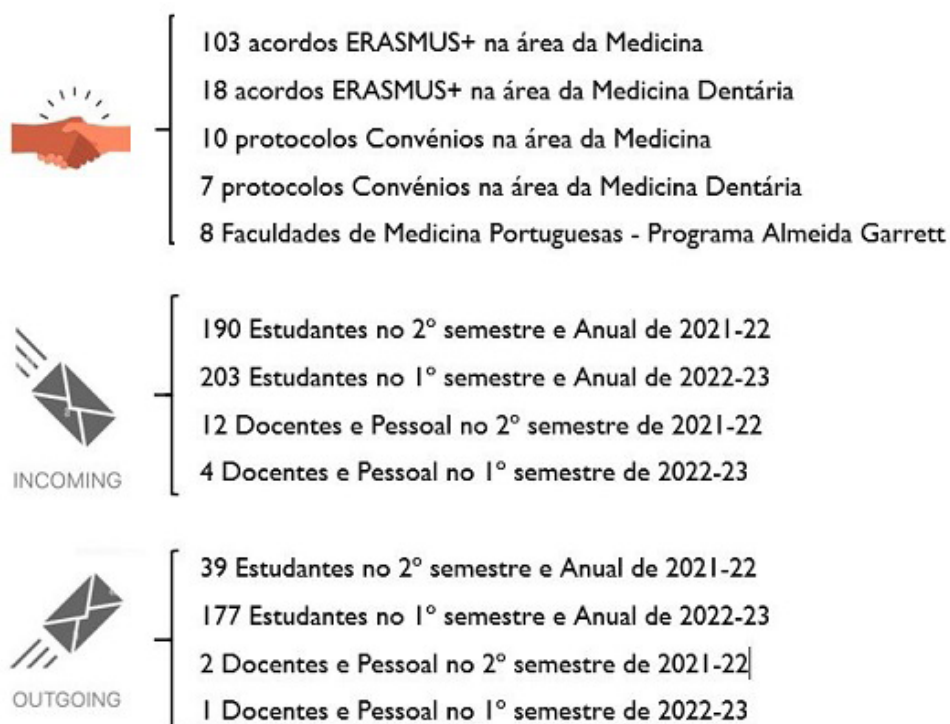 103 acordos ERASMUS+ na área da Medicina
18 acordos ERASMUS+ na área da Medicina Dentária
10 protocolos Convénios na área da Medicina
7 protocolos Convénios na área da Medicina Dentária
8 Faculdades de Medicina Portuguesas - Programa Almeida Garrett
190 Estudantes no 2º semestre e Anual de 2021-22
203 Estudantes no 1º semestre e Anual de 2022-23
12 Docentes e Pessoal no 2º semestre de 2021-22
4 Docentes e Pessoal no 1º semestre de 2022-23
INCOMING
39 Estudantes no 2º semestre e Anual de 2021-22
177 Estudantes no 1º semestre e Anual de 2022-23
2 Docentes e Pessoal no 2º semestre de 2021-22
1 Docentes e Pessoal no 1º semestre de 2022-23
OUTGOING